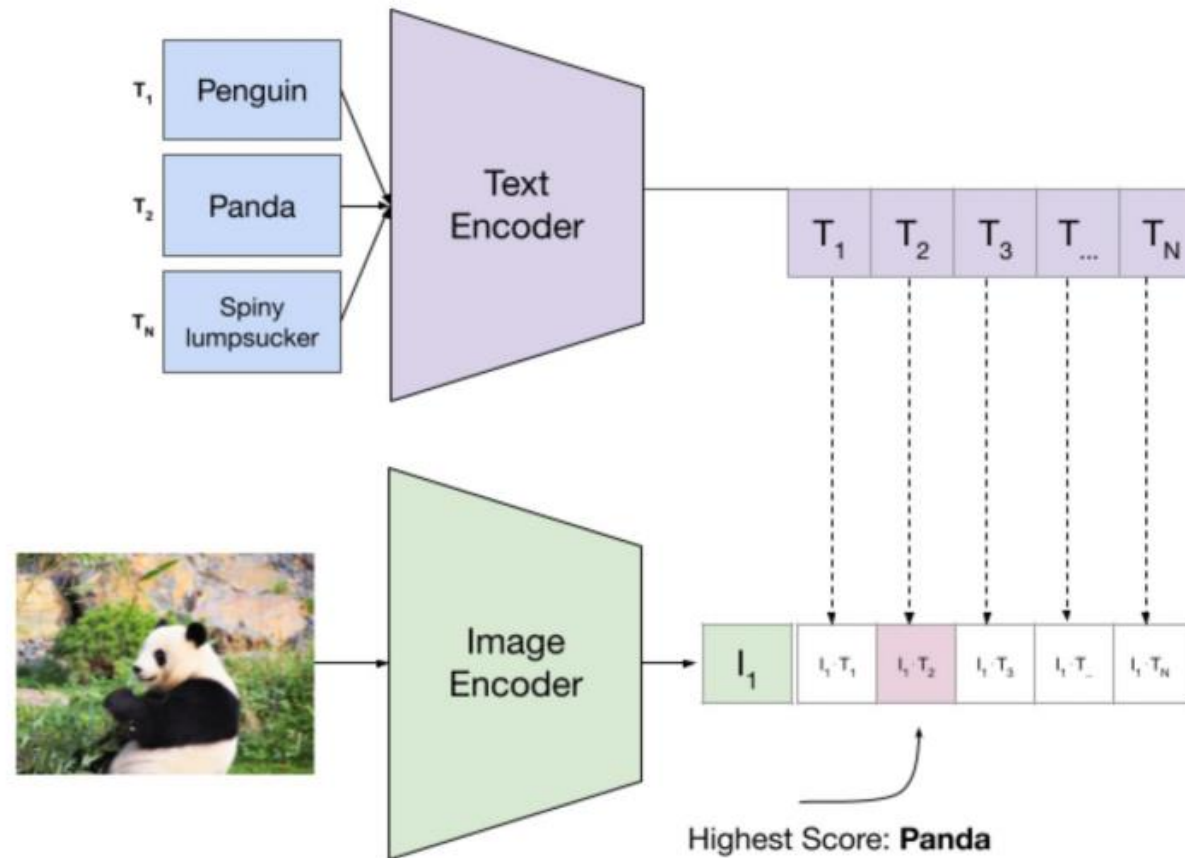 T₁ Penguin
T₂ Panda
Tₙ Spiny
lumpsucker
Text
Encoder
T₁ T₂ T₃ T... Tₙ
Image
Encoder
I₁ I₁·T₁ I₁·T₂ I₁·T₃ I₁·T... I₁·Tₙ
Highest Score: Panda